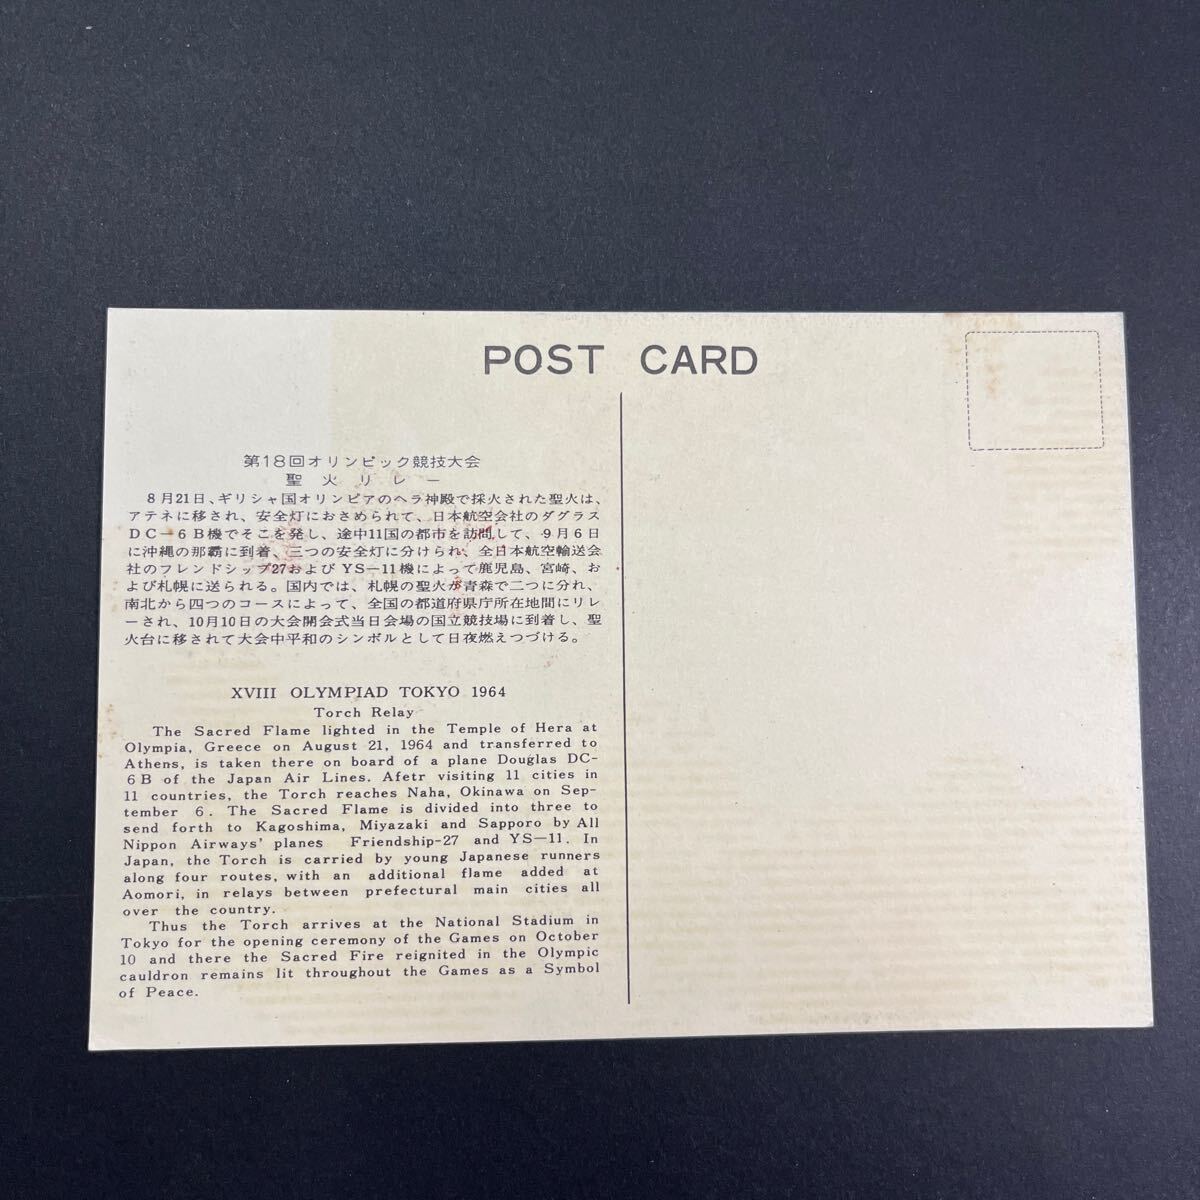 POST CARD
第18回オリンピック競技大会
聖火リレー
8月21日、ギリシャ国オリンピアのヘラ神殿で採火された聖火は、
アテネに移され、安全灯におさめられて、日本航空会社のダグラス
DC－6B機でそこを発し、途中11国の都市を訪問して、9月6日
に沖縄の那覇に到着、三つの安全灯に分けられ、全日本航空輸送会
社のフレンドシップ27およびYS－11機によって鹿児島、宮崎、お
よび札幌に送られる。国内では、札幌の聖火が青森で二つに分れ、
南北から四つのコースによって、全国の都道府県庁所在地間にリレ
ーされ、10月10日の大会開会式当日会場の国立競技場に到着し、聖
火台に移されて大会中平和のシンボルとして日夜燃えつづける。
XVIII OLYMPIAD TOKYO 1964
Torch Relay
The Sacred Flame lighted in the Temple of Hera at
Olympia, Greece on August 21, 1964 and transferred to
Athens, is taken there on board of a plane Douglas DC-
6B of the Japan Air Lines. Afetr visiting 11 cities in
11 countries, the Torch reaches Naha, Okinawa on Sep-
tember 6. The Sacred Flame is divided into three to
send forth to Kagoshima, Miyazaki and Sapporo by All
Nippon Airways' planes Friendship-27 and YS—11. In
Japan, the Torch is carried by young Japanese runners
along four routes, with an additional flame added at
Aomori, in relays between prefectural main cities all
over the country.
Thus the Torch arrives at the National Stadium in
Tokyo for the opening ceremony of the Games on October
10 and there the Sacred Fire reignited in the Olympic
cauldron remains lit throughout the Games as a Symbol
of Peace.